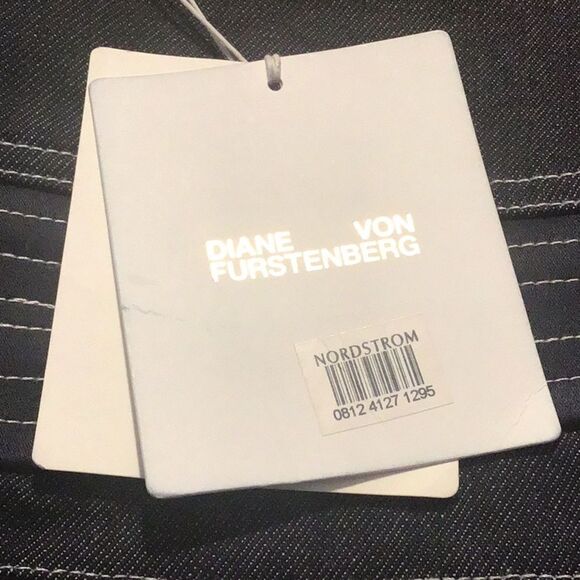 DIANE VON
FURSTENBERG
NORDSTROM
0812 4127 1295